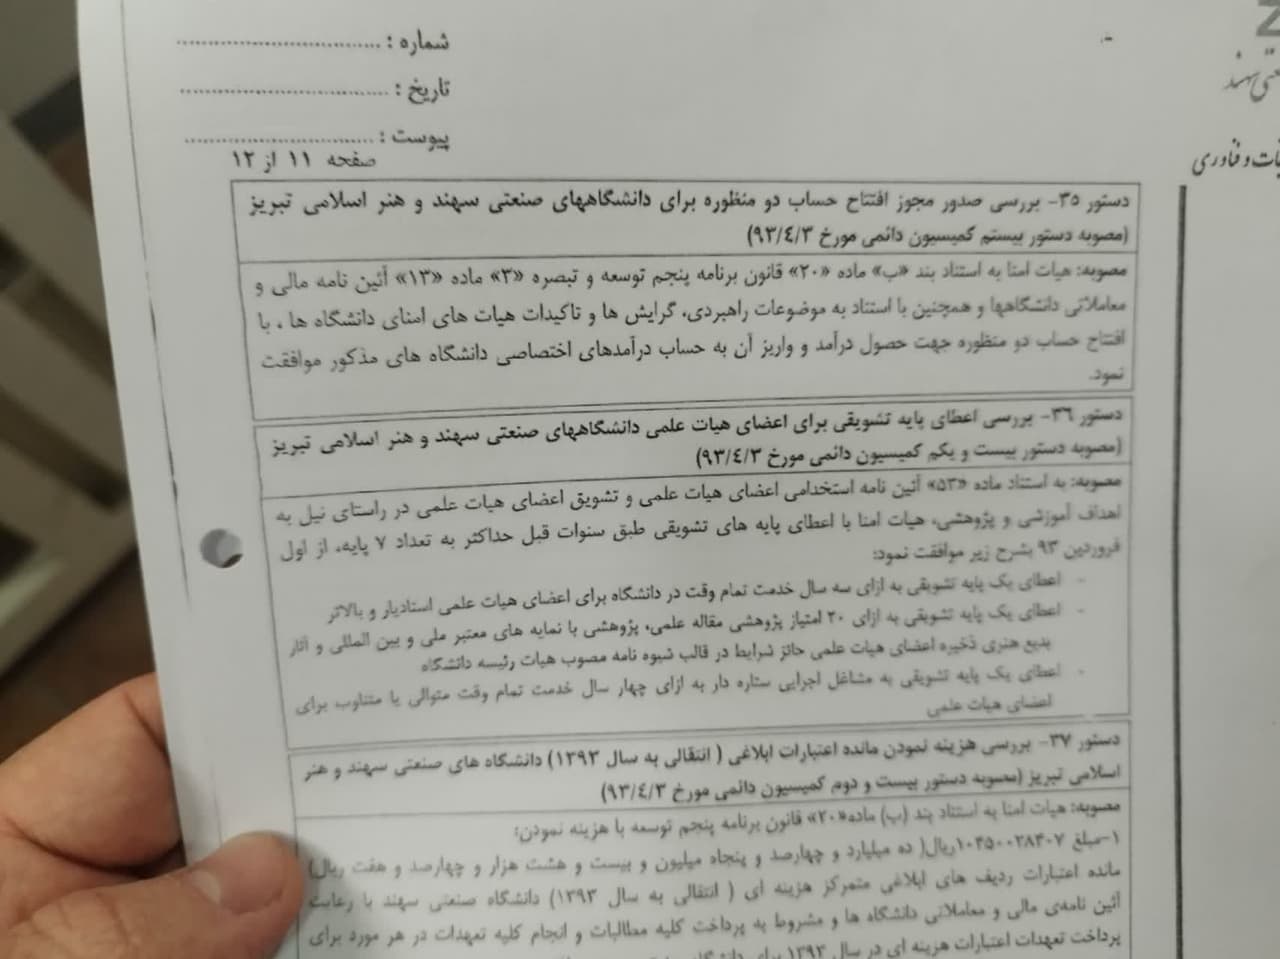 شماره : ................................
تاریخ : ................................
پیوست : ................................
صفحه ۱۱ از ۱۲
دستور ۳۵- بررسی صدور مجوز افتتاح حساب دو منظوره برای دانشگاههای صنعتی سهند و هنر اسلامی تبریز
(مصوبه دستور بیستم کمیسیون دائمی مورخ ۹۳/٤/۳)
مصوبه: هیات امنا به استناد بند «ب» ماده «۲۰» قانون برنامه پنجم توسعه و تبصره «۳» ماده «۱۳» آئین نامه مالی و
معاملاتی دانشگاهها و همچنین با استناد به موضوعات راهبردی، گرایش ها و تاکیدات هیات های امنای دانشگاه ها ، با
افتتاح حساب دو منظوره جهت حصول درآمد و واریز آن به حساب درآمدهای اختصاصی دانشگاه های مذکور موافقت
نمود.
دستور ۳۶- بررسی اعطای پایه تشویقی برای اعضای هیات علمی دانشگاههای صنعتی سهند و هنر اسلامی تبریز
(مصوبه دستور بیست و یکم کمیسیون دائمی مورخ ۹۳/٤/۳)
مصوبه: به استناد ماده «۵۳» آئین نامه استخدامی اعضای هیات علمی و تشویق اعضای هیات علمی در راستای نیل به
اهداف آموزشی و پژوهشی، هیات امنا با اعطای پایه های تشویقی طبق سنوات قبل حداکثر به تعداد ۷ پایه، از اول
فروردین ۹۳ بشرح زیر موافقت نمود:
- اعطای یک پایه تشویقی به ازای سه سال خدمت تمام وقت در دانشگاه برای اعضای هیات علمی استادیار و بالاتر
- اعطای یک پایه تشویقی به ازای ۲۰ امتیاز پژوهشی مقاله علمی، پژوهشی با نمایه های معتبر ملی و بین المللی و آثار
بدیع هنری ذخیره اعضای هیات علمی حائز شرایط در قالب شیوه نامه مصوب هیات رئیسه دانشگاه
- اعطای یک پایه تشویقی به مشاغل اجرایی ستاره دار به ازای چهار سال خدمت تمام وقت متوالی یا متناوب برای
اعضای هیات علمی
دستور ۳۷- بررسی هزینه نمودن مانده اعتبارات ابلاغی ( انتقالی به سال ۱۳۹۳) دانشگاه های صنعتی سهند و هنر
اسلامی تبریز (مصوبه دستور بیست و دوم کمیسیون دائمی مورخ ۹۳/٤/۳)
مصوبه: هیات امنا به استناد بند (ب) ماده«۲۰» قانون برنامه پنجم توسعه با هزینه نمودن:
۱-مبلغ ۱۰۴۵۰۰۲۸۴۰۷ریال( ده میلیارد و چهارصد و پنجاه میلیون و بیست و هشت هزار و چهارصد و هفت ریال)
مانده اعتبارات ردیف های ابلاغی متمرکز هزینه ای ( انتقالی به سال ۱۳۹۳) دانشگاه صنعتی سهند با رعایت
آئین نامه‌ی مالی و معاملاتی دانشگاه ها و مشروط به پرداخت کلیه مطالبات و انجام کلیه تعهدات در هر مورد برای
پرداخت تعهدات اعتبارات هزینه ای در سال ۱۳۹۳ برای دانشگاه